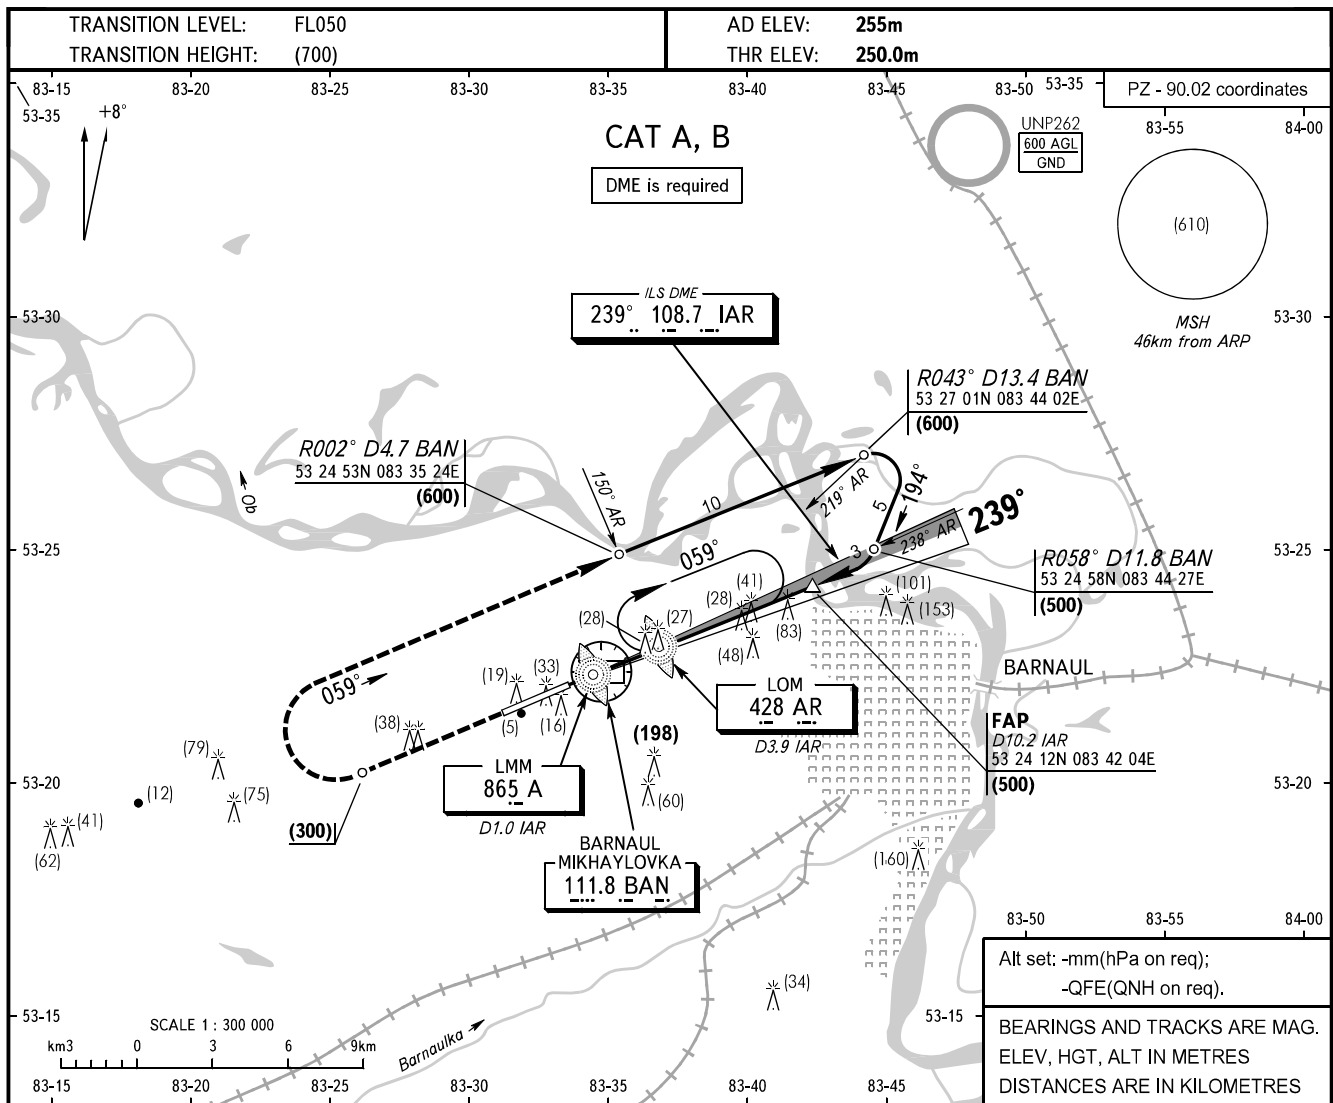 TRANSITION LEVEL: FL050
TRANSITION HEIGHT: (700)
AD ELEV: 255m
THR ELEV: 250.0m
83-15 83-20 83-25 83-30 83-35 83-40 83-45 83-50 53-35
PZ - 90.02 coordinates
53-35
+8°
83-55 84-00
CAT A, B
DME is required
UNP262
600 AGL
GND
(610)
MSH
46km from ARP
53-30
53-30
ILS DME
239° 108.7 IAR
R043° D13.4 BAN
53 27 01N 083 44 02E
(600)
R002° D4.7 BAN
53 24 53N 083 35 24E
(600)
Ob
150° AR
10
219° AR
5
194°
239°
238° AR
3
53-25
53-25
059°
R058° D11.8 BAN
53 24 58N 083 44 27E
(500)
(41)
(28)
(101)
(153)
(28)
(27)
(83)
(48)
BARNAUL
059°
(19)
(33)
(5)
(16)
LOM
428 AR
D3.9 IAR
(38)
(198)
FAP
D10.2 IAR
53 24 12N 083 42 04E
(500)
(79)
(75)
(12)
(41)
(62)
53-20
53-20
LMM
865 A
D1.0 IAR
(60)
(300)
BARNAUL
MIKHAYLOVKA
111.8 BAN
(160)
83-50 83-55 84-00
Alt set: -mm(hPa on req);
-QFE(QNH on req).
(34)
53-15
53-15
SCALE 1 : 300 000
km3 0 3 6 9km
Barnaulka
BEARINGS AND TRACKS ARE MAG.
ELEV, HGT, ALT IN METRES
DISTANCES ARE IN KILOMETRES
83-15 83-20 83-25 83-30 83-35 83-40 83-45